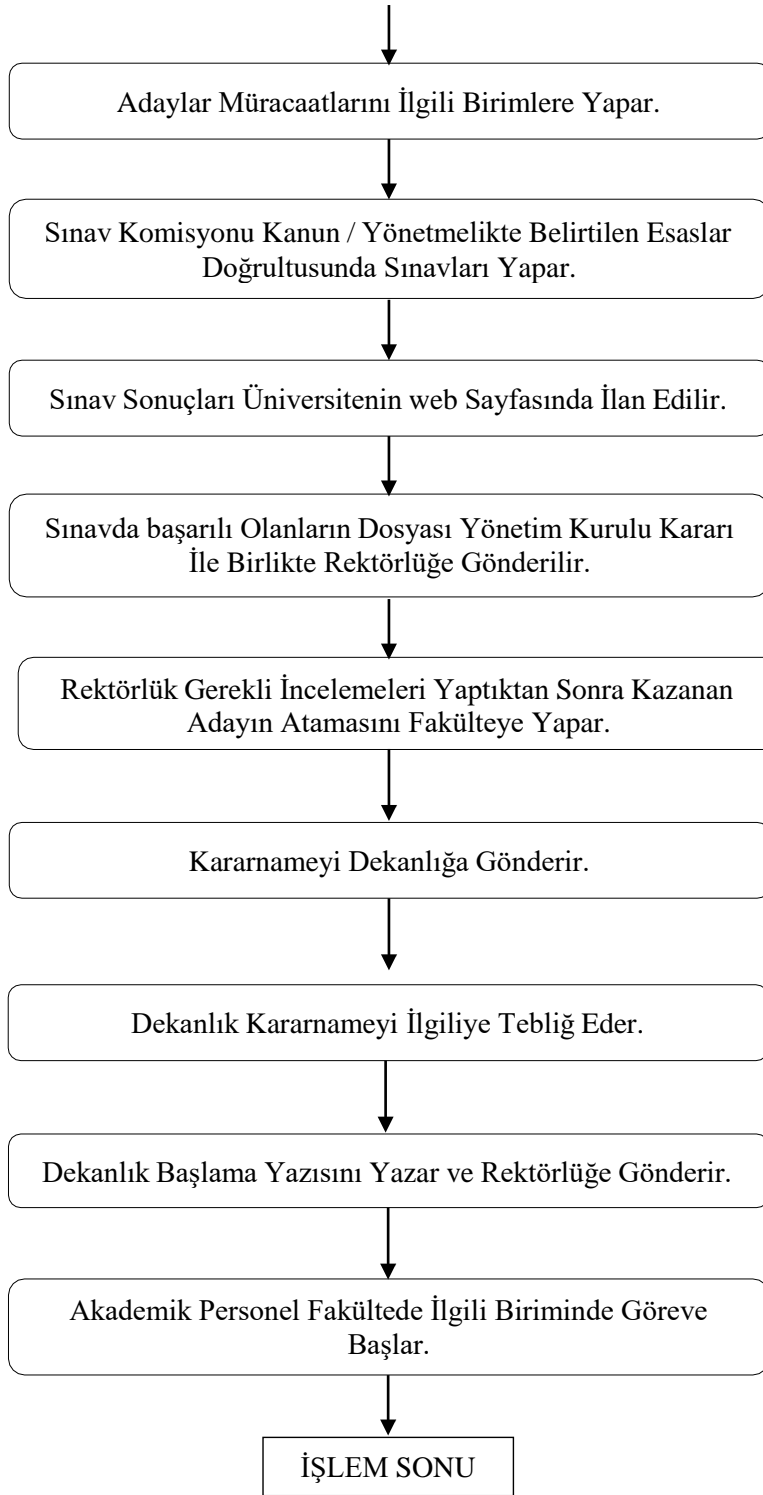 Adaylar Müracaatlarını İlgili Birimlere Yapar.
Sınav Komisyonu Kanun / Yönetmelikte Belirtilen Esaslar
Doğrultusunda Sınavları Yapar.
Sınav Sonuçları Üniversitenin web Sayfasında İlan Edilir.
Sınavda başarılı Olanların Dosyası Yönetim Kurulu Kararı
İle Birlikte Rektörlüğe Gönderilir.
Rektörlük Gerekli İncelemeleri Yaptıktan Sonra Kazanan
Adayın Atamasını Fakülteye Yapar.
Kararnameyi Dekanlığa Gönderir.
Dekanlık Kararnameyi İlgiliye Tebliğ Eder.
Dekanlık Başlama Yazısını Yazar ve Rektörlüğe Gönderir.
Akademik Personel Fakültede İlgili Biriminde Göreve
Başlar.
İŞLEM SONU